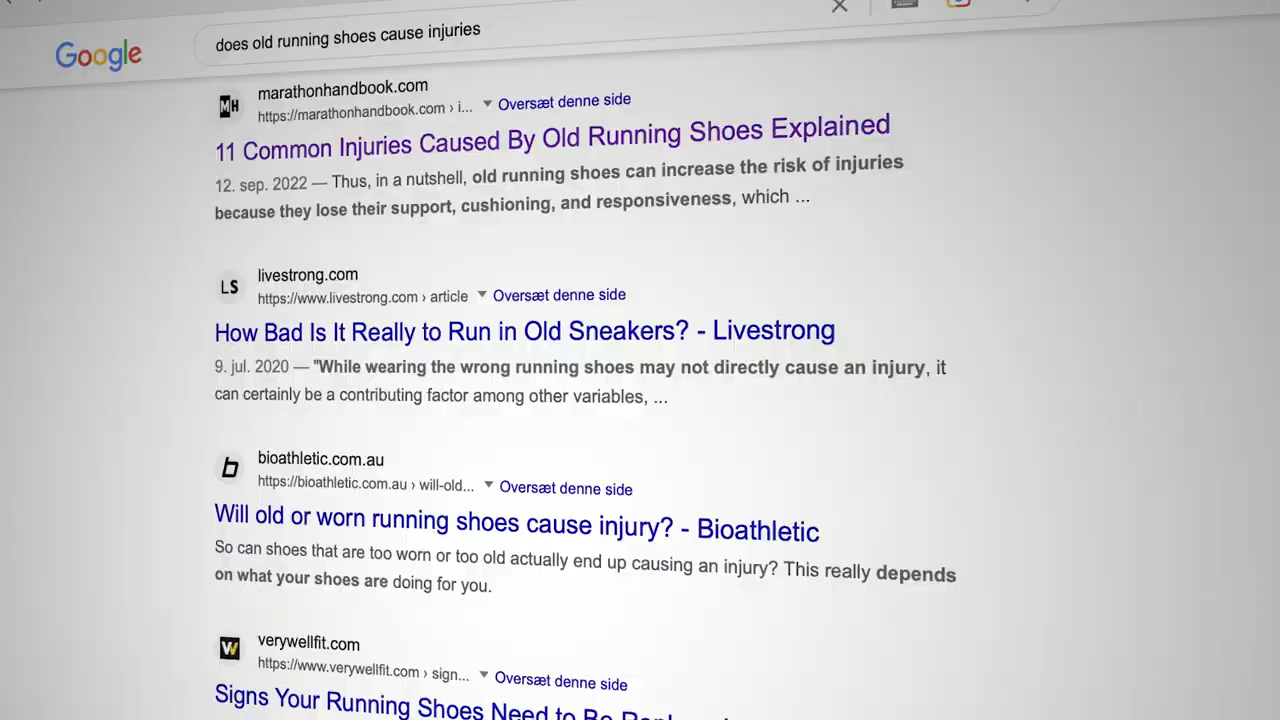 Google
does old running shoes cause injuries
MH
marathonhandbook.com
https://marathonhandbook.com › i...
Oversæt denne side
11 Common Injuries Caused By Old Running Shoes Explained
12. sep. 2022 — Thus, in a nutshell, old running shoes can increase the risk of injuries
because they lose their support, cushioning, and responsiveness, which ...
LS
livestrong.com
https://www.livestrong.com › article
Oversæt denne side
How Bad Is It Really to Run in Old Sneakers? - Livestrong
9. jul. 2020 — "While wearing the wrong running shoes may not directly cause an injury, it
can certainly be a contributing factor among other variables, ...
b
bioathletic.com.au
https://bioathletic.com.au › will-old...
Oversæt denne side
Will old or worn running shoes cause injury? - Bioathletic
So can shoes that are too worn or too old actually end up causing an injury? This really depends
on what your shoes are doing for you.
W
verywellfit.com
https://www.verywellfit.com › sign...
Oversæt denne side
Signs Your Running Shoes Need to Be